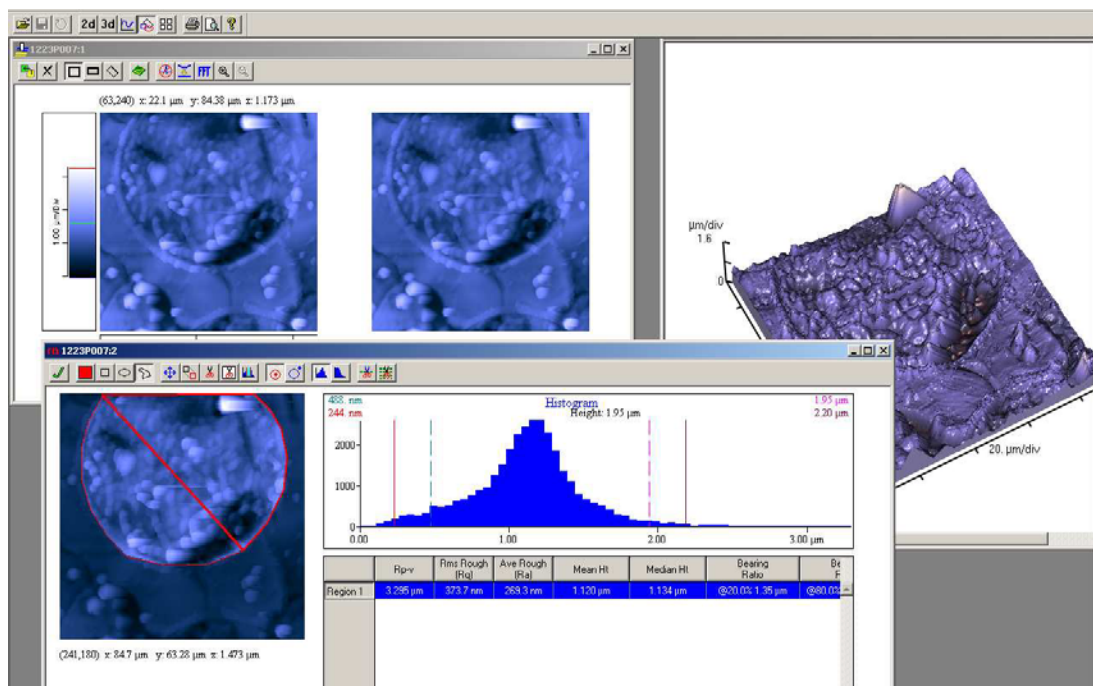 2d 3d ?
1223P007:1
FFT
(63,240) x: 22.1 µm y: 84.38 µm z: 1.173 µm
1.00 µm/Div
µm/div
1.6
0
20. µm/div
1223P007:2
488. nm
244. nm
Histogram
Height: 1.95 µm
1.95 µm
2.20 µm
2000
1000
0
0.00 1.00 2.00 3.00 µm
Rp-v Rms Rough (Rq) Ave Rough (Ra) Mean Ht Median Ht Bearing Ratio
Region 1 3.295 µm 373.7 nm 269.3 nm 1.120 µm 1.134 µm @20.0% 1.35 µm @80.0%
(241,180) x: 84.7 µm y: 63.28 µm z: 1.473 µm